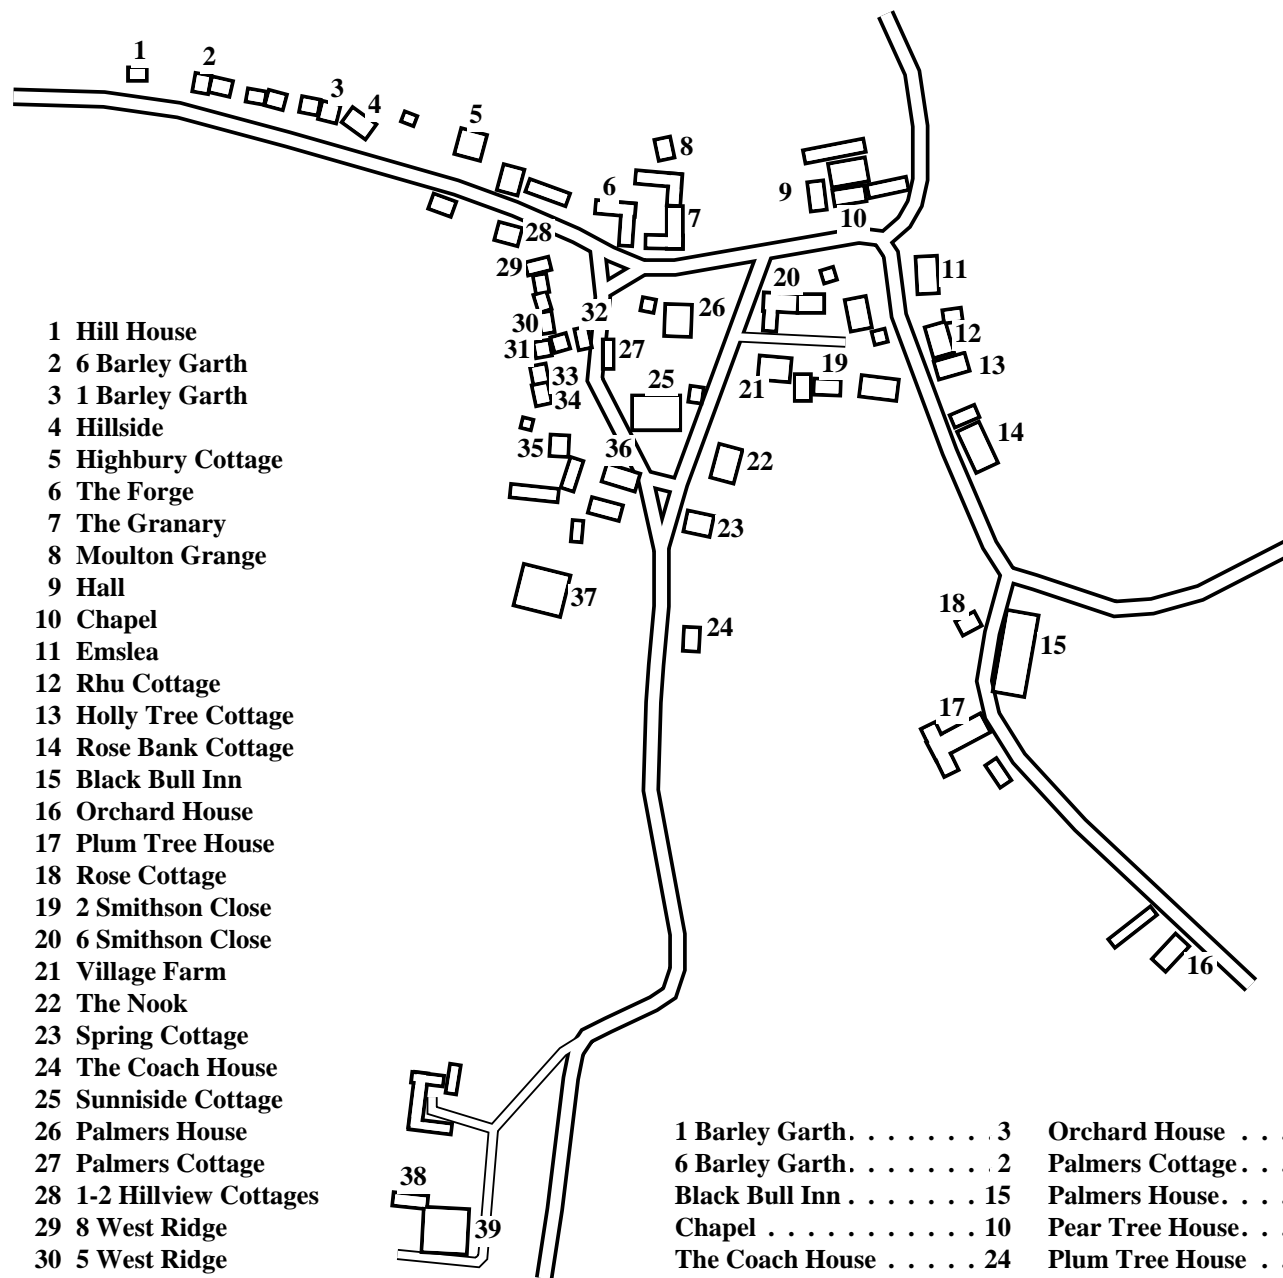 1
2
3
4
5
6
7
8
9
10
11
12
13
14
15
16
17
18
19
20
21
22
23
24
25
26
27
28
29
30
31
32
33
34
35
36
37
38
39
1 Hill House
2 6 Barley Garth
3 1 Barley Garth
4 Hillside
5 Highbury Cottage
6 The Forge
7 The Granary
8 Moulton Grange
9 Hall
10 Chapel
11 Emslea
12 Rhu Cottage
13 Holly Tree Cottage
14 Rose Bank Cottage
15 Black Bull Inn
16 Orchard House
17 Plum Tree House
18 Rose Cottage
19 2 Smithson Close
20 6 Smithson Close
21 Village Farm
22 The Nook
23 Spring Cottage
24 The Coach House
25 Sunniside Cottage
26 Palmers House
27 Palmers Cottage
28 1-2 Hillview Cottages
29 8 West Ridge
30 5 West Ridge
1 Barley Garth. . . . . . . . . 3
6 Barley Garth. . . . . . . . . 2
Black Bull Inn . . . . . . . 15
Chapel . . . . . . . . . . . 10
The Coach House . . . . . 24
Orchard House . . .
Palmers Cottage. . .
Palmers House. . . .
Pear Tree House. . .
Plum Tree House . .